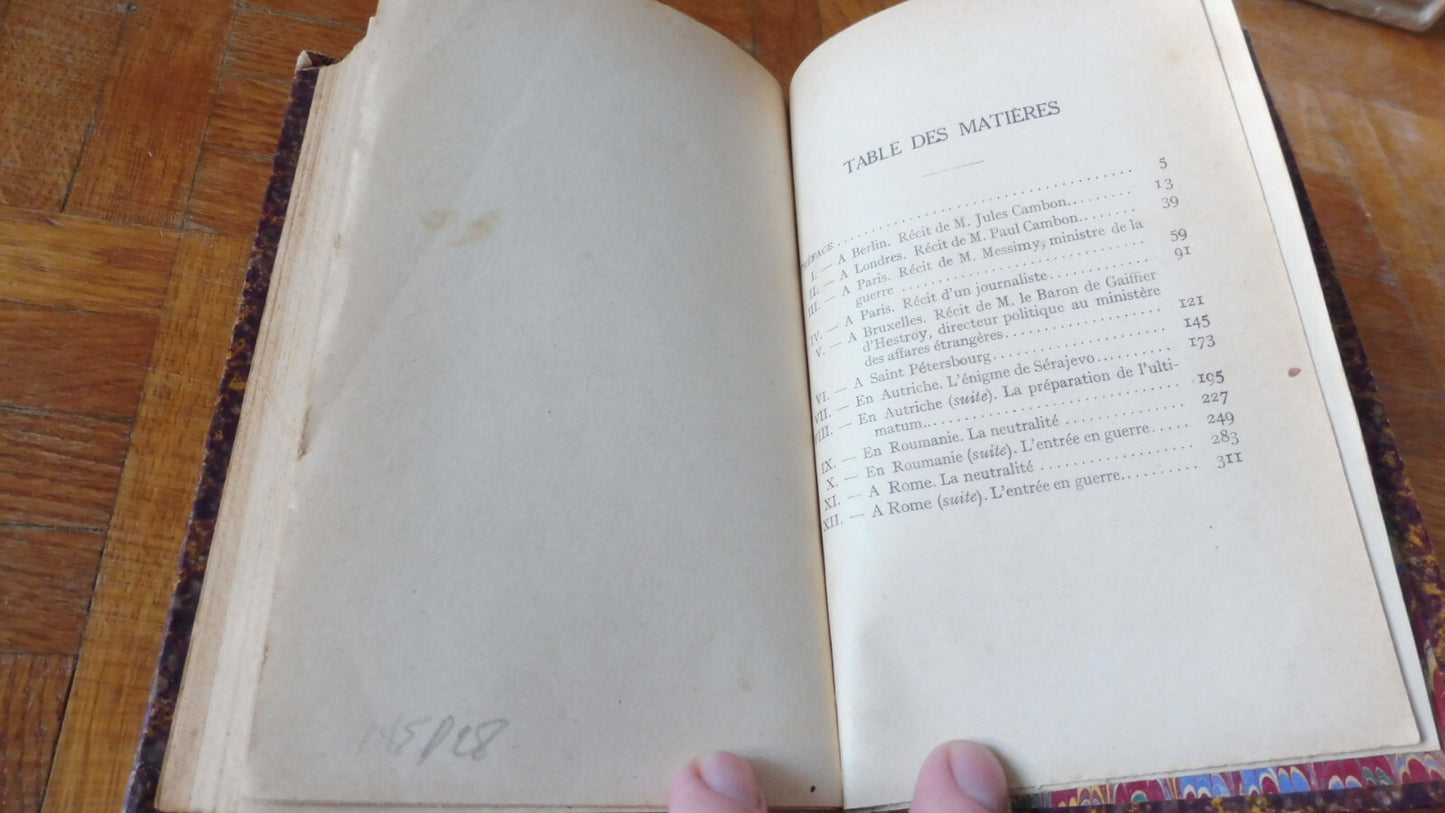 TABLE DES MATIÈRES
PRÉFACE . . . . . . . . . . . . . . . . . . . . . . . . . . . . . . . . . . . . 5
I. — A Berlin. Récit de M. Jules Cambon. . . . . . . . . . 13
II. — A Londres. Récit de M. Paul Cambon. . . . . . . . 39
III. — A Paris. Récit de M. Messimy, ministre de la
guerre . . . . . . . . . . . . . . . . . . . . . . . . . . . . . . . 59
IV. — A Paris. Récit d'un journaliste. . . . . . . . . . . . . . 91
V. — A Bruxelles. Récit de M. le Baron de Gaiffier
d'Hestroy, directeur politique au ministère
des affares étrangères. . . . . . . . . . . . . . . . . . . . 121
VI. — A Saint Pétersbourg. . . . . . . . . . . . . . . . . . . . . . 145
VII. — En Autriche. L'énigme de Sérajevo. . . . . . . . . . 173
VIII. — En Autriche (suite). La préparation de l'ulti-
matum. . . . . . . . . . . . . . . . . . . . . . . . . . . . . . . . 195
IX. — En Roumanie. La neutralité . . . . . . . . . . . . . . . . 227
X. — En Roumanie (suite). L'entrée en guerre. . . . . . 249
XI. — A Rome. La neutralité . . . . . . . . . . . . . . . . . . . . 283
XII. — A Rome (suite). L'entrée en guerre. . . . . . . . . . 311